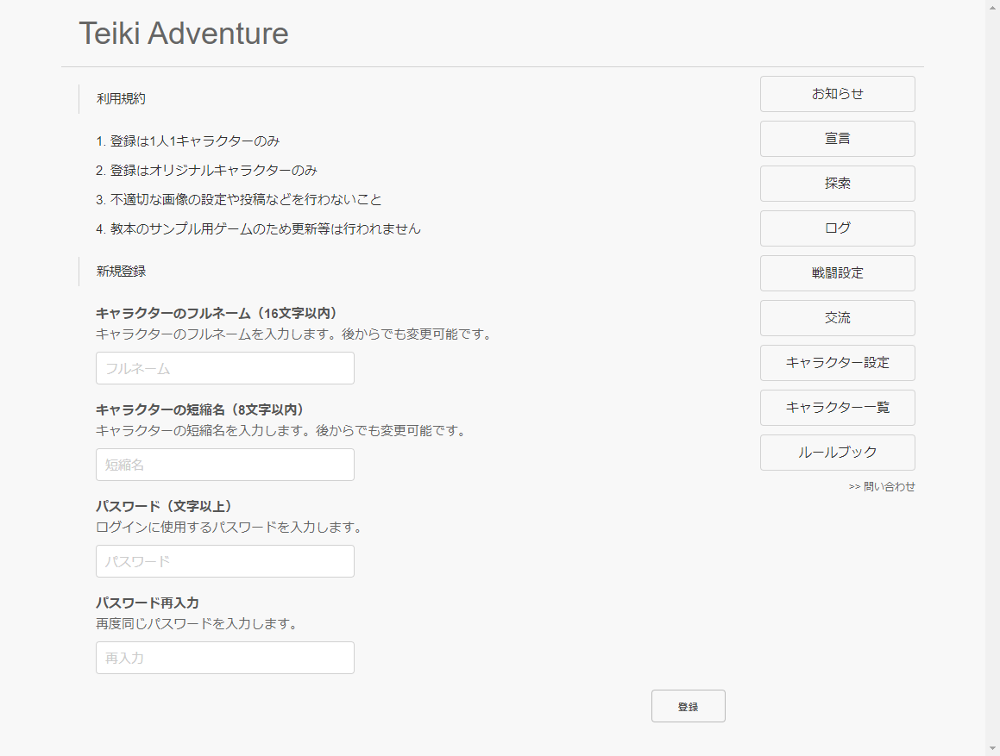 Teiki Adventure
利用規約
1. 登録は1人1キャラクターのみ
2. 登録はオリジナルキャラクターのみ
3. 不適切な画像の設定や投稿などを行わないこと
4. 教本のサンプル用ゲームのため更新等は行われません
新規登録
キャラクターのフルネーム（16文字以内）
キャラクターのフルネームを入力します。後からでも変更可能です。
フルネーム
キャラクターの短縮名（8文字以内）
キャラクターの短縮名を入力します。後からでも変更可能です。
短縮名
パスワード（文字以上）
ログインに使用するパスワードを入力します。
パスワード
パスワード再入力
再度同じパスワードを入力します。
再入力
登録
お知らせ
宣言
探索
ログ
戦闘設定
交流
キャラクター設定
キャラクター一覧
ルールブック
>> 問い合わせ